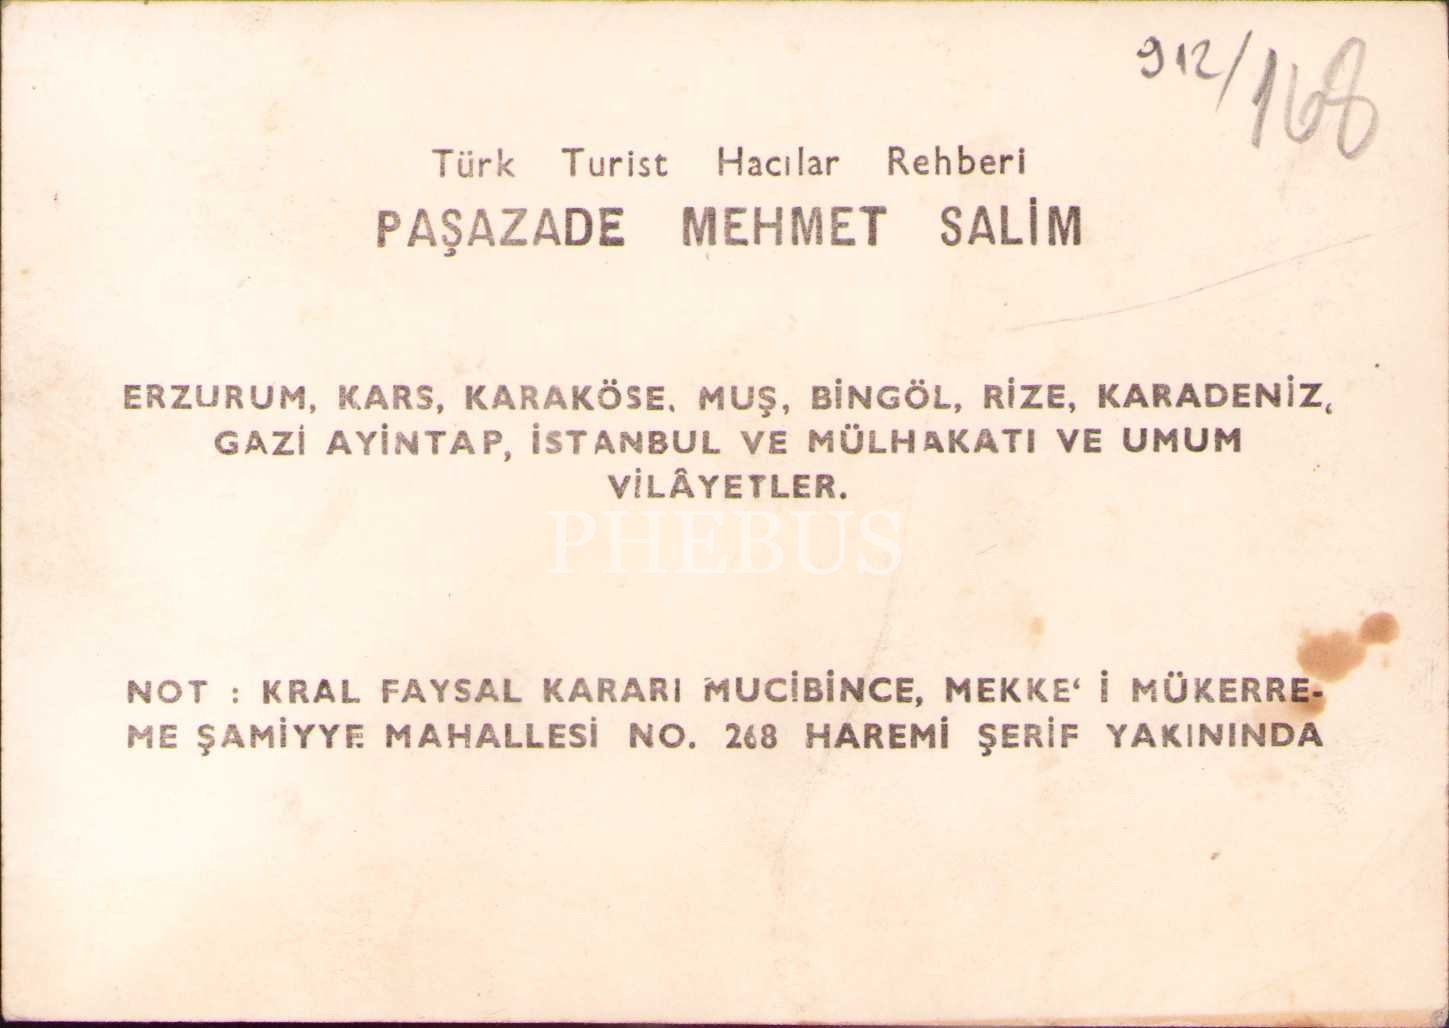 912/168
Türk Turist Hacılar Rehberi
PAŞAZADE MEHMET SALİM
ERZURUM, KARS, KARAKÖSE, MUŞ, BİNGÖL, RİZE, KARADENİZ,
GAZİ AYİNTAP, İSTANBUL VE MÜLHAKATI VE UMUM
VİLÂYETLER.
PHEBUS
NOT : KRAL FAYSAL KARARI MUCİBİNCE, MEKKE‘ İ MÜKERRE-
ME ŞAMİYYE MAHALLESİ NO. 268 HAREMİ ŞERİF YAKININDA